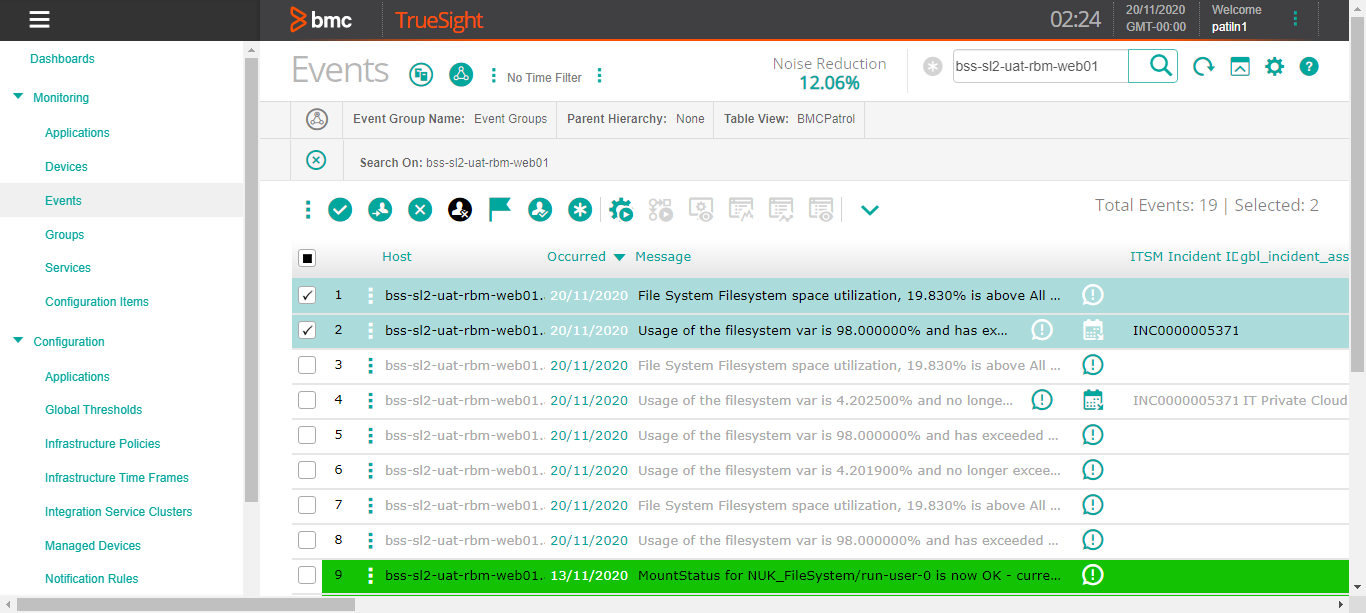 bmc TrueSight 02:24 20/11/2020 GMT-00:00 Welcome patiln1
Dashboards
Monitoring
Applications
Devices
Events
Groups
Services
Configuration Items
Configuration
Applications
Global Thresholds
Infrastructure Policies
Infrastructure Time Frames
Integration Service Clusters
Managed Devices
Notification Rules
Events No Time Filter Noise Reduction 12.06% bss-sl2-uat-rbm-web01
Event Group Name: Event Groups Parent Hierarchy: None Table View: BMCPatrol
Search On: bss-sl2-uat-rbm-web01
Total Events: 19 | Selected: 2
Host Occurred Message ITSM Incident ID gbl_incident_ass
1 bss-sl2-uat-rbm-web01.. 20/11/2020 File System Filesystem space utilization, 19.830% is above All ...
2 bss-sl2-uat-rbm-web01.. 20/11/2020 Usage of the filesystem var is 98.000000% and has ex... INC0000005371
3 bss-sl2-uat-rbm-web01.. 20/11/2020 File System Filesystem space utilization, 19.830% is above All ...
4 bss-sl2-uat-rbm-web01.. 20/11/2020 Usage of the filesystem var is 4.202500% and no longe... INC0000005371 IT Private Cloud
5 bss-sl2-uat-rbm-web01.. 20/11/2020 Usage of the filesystem var is 98.000000% and has exceeded ...
6 bss-sl2-uat-rbm-web01.. 20/11/2020 Usage of the filesystem var is 4.201900% and no longer excee...
7 bss-sl2-uat-rbm-web01.. 20/11/2020 File System Filesystem space utilization, 19.830% is above All ...
8 bss-sl2-uat-rbm-web01.. 20/11/2020 Usage of the filesystem var is 98.000000% and has exceeded ...
9 bss-sl2-uat-rbm-web01.. 13/11/2020 MountStatus for NUK_FileSystem/run-user-0 is now OK - curre...